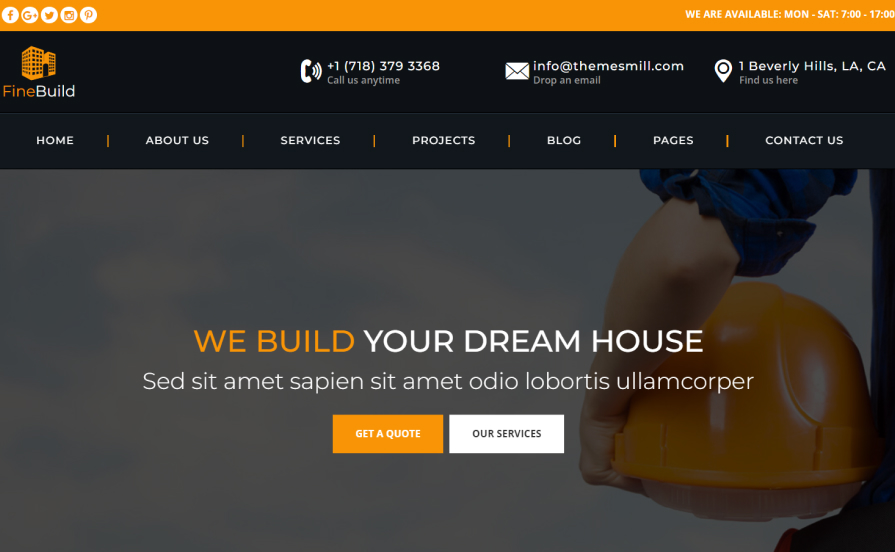 WE ARE AVAILABLE: MON - SAT: 7:00 - 17:00
FineBuild
+1 (718) 379 3368
Call us anytime
info@themesmill.com
Drop an email
1 Beverly Hills, LA, CA
Find us here
HOME | ABOUT US | SERVICES | PROJECTS | BLOG | PAGES | CONTACT US
WE BUILD YOUR DREAM HOUSE
Sed sit amet sapien sit amet odio lobortis ullamcorper
GET A QUOTE
OUR SERVICES